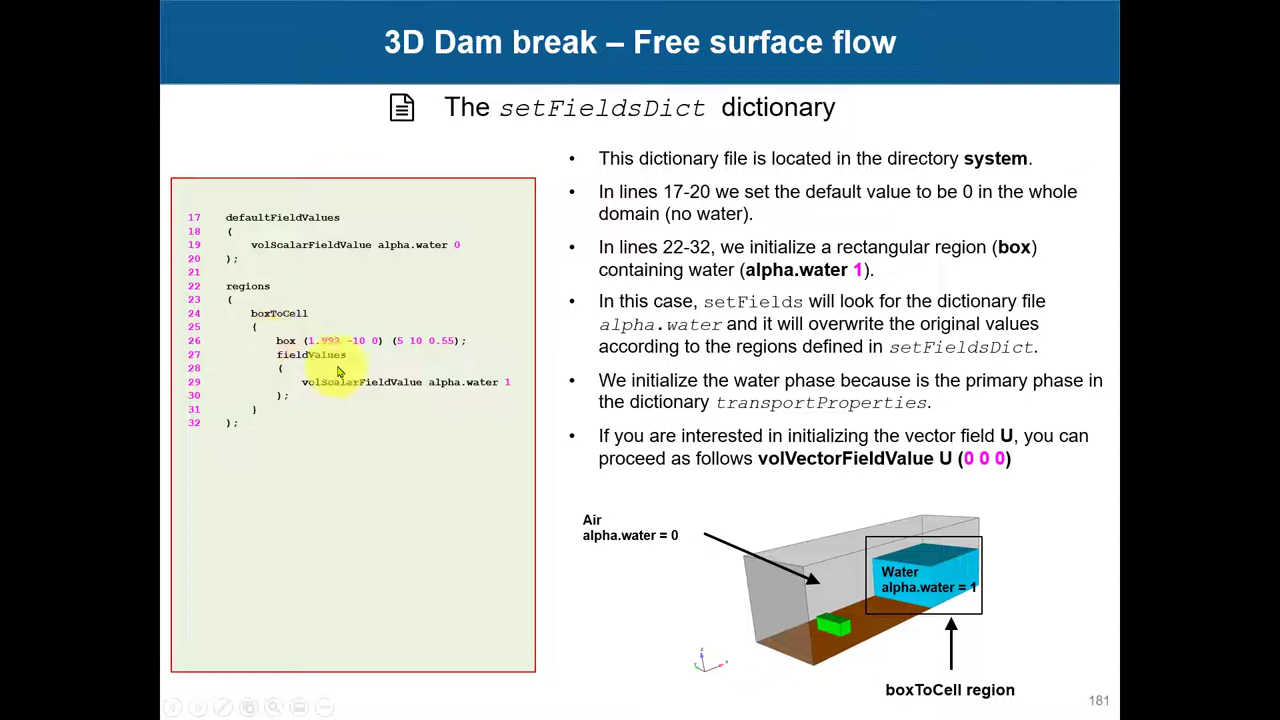 3D Dam break – Free surface flow
The setFieldsDict dictionary
17 defaultFieldValues
18 (
19 volScalarFieldValue alpha.water 0
20 );
21
22 regions
23 (
24 boxToCell
25 {
26 box (1.992 -10 0) (5 10 0.55);
27 fieldValues
28 (
29 volScalarFieldValue alpha.water 1
30 );
31 }
32 );
• This dictionary file is located in the directory system.
• In lines 17-20 we set the default value to be 0 in the whole
domain (no water).
• In lines 22-32, we initialize a rectangular region (box)
containing water (alpha.water 1).
• In this case, setFields will look for the dictionary file
alpha.water and it will overwrite the original values
according to the regions defined in setFieldsDict.
• We initialize the water phase because is the primary phase in
the dictionary transportProperties.
• If you are interested in initializing the vector field U, you can
proceed as follows volVectorFieldValue U (0 0 0)
Air
alpha.water = 0
Water
alpha.water = 1
z
y
x
boxToCell region
181